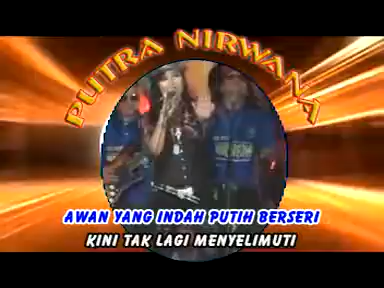 PUTRA NIRWANA
AWAN YANG INDAH PUTIH BERSERI
KINI TAK LAGI MENYELIMUTI